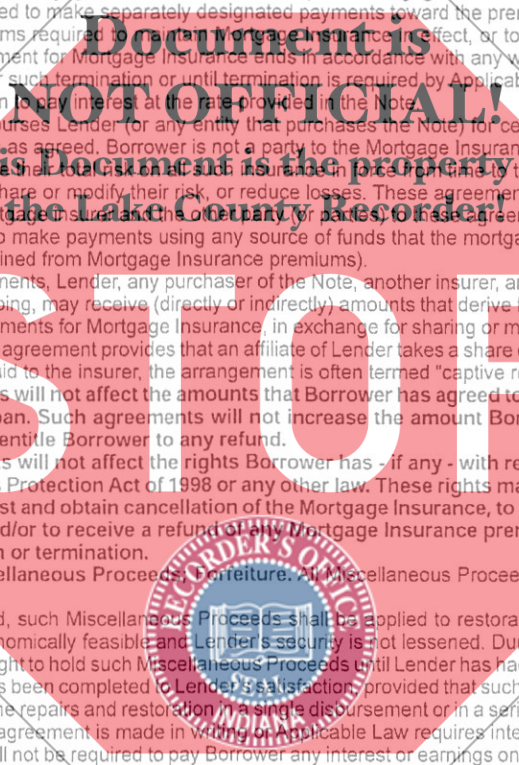 ed to make separately designated payments toward the prem
ms required to maintain Mortgage Insurance in effect, or to
Document is
ment for Mortgage Insurance ends in accordance with any w
such termination or until termination is required by Applicab
n to pay interest at the rate provided in the Note.
NOT OFFICIAL!
urses Lender (or any entity that purchases the Note) for ce
as agreed. Borrower is not a party to the Mortgage Insuran
is Document is the property
e their total risk on all such insurance in force from time to t
hare or modify their risk, or reduce losses. These agreemen
the Lake County Recorder!
tgage insurer and the other party (or parties) to these agree
o make payments using any source of funds that the mortga
ined from Mortgage Insurance premiums).
ments, Lender, any purchaser of the Note, another insurer, an
oing, may receive (directly or indirectly) amounts that derive f
ments for Mortgage Insurance, in exchange for sharing or m
STOP
agreement provides that an affiliate of Lender takes a share o
aid to the insurer, the arrangement is often termed "captive r
s will not affect the amounts that Borrower has agreed to
oan. Such agreements will not increase the amount Bor
entitle Borrower to any refund.
s will not affect the rights Borrower has - if any - with re
s Protection Act of 1998 or any other law. These rights ma
st and obtain cancellation of the Mortgage Insurance, to
d/or to receive a refund of any Mortgage Insurance prem
n or termination.
RECORDER'S OFFICE
ellaneous Proceeds; Forfeiture. All Miscellaneous Procee
d, such Miscellaneous Proceeds shall be applied to restora
nomically feasible and Lender's security is not lessened. Du
ght to hold such Miscellaneous Proceeds until Lender has ha
s been completed to Lender's satisfaction, provided that such
SEAL
he repairs and restoration in a single disbursement or in a seri
INDIANA
agreement is made in writing or Applicable Law requires inte
ll not be required to pay Borrower any interest or earnings on